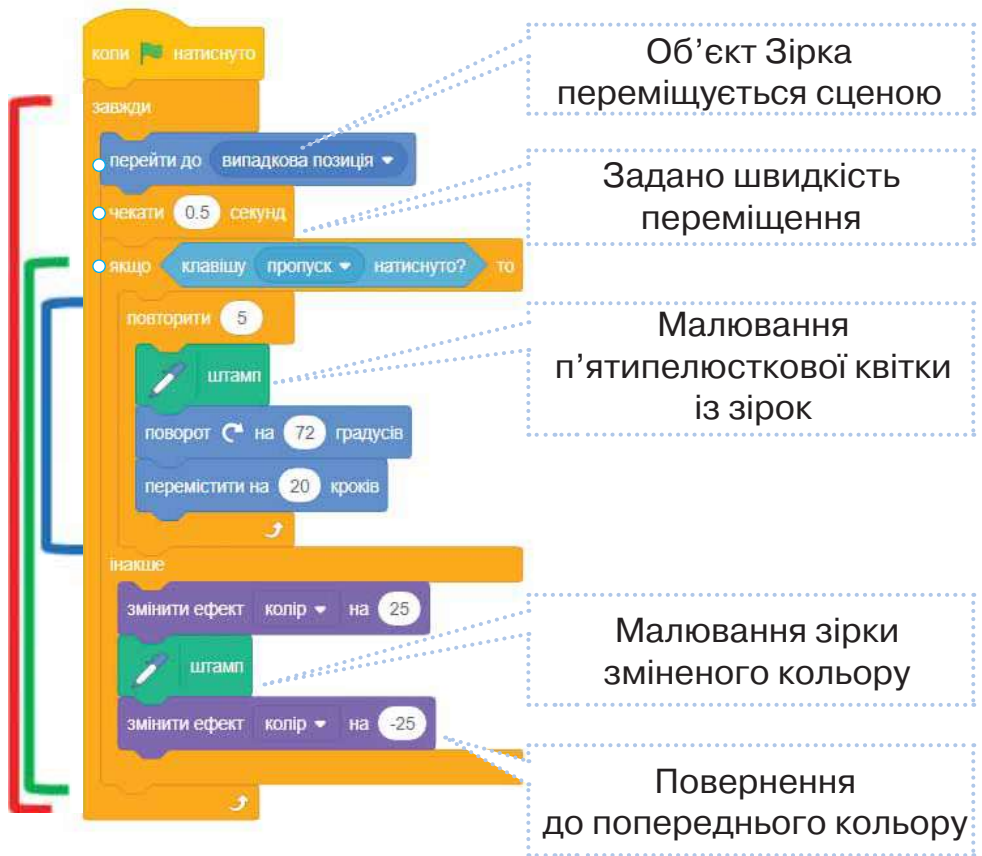 коли натиснуто
завжди
перейти до випадкова позиція
чекати 0.5 секунд
якщо клавішу пропуск натиснуто? то
повторити 5
штамп
поворот на 72 градусів
перемістити на 20 кроків
інакше
змінити ефект колір на 25
штамп
змінити ефект колір на -25
Об’єкт Зірка
переміщується сценою
Задано швидкість
переміщення
Малювання
п’ятипелюсткової квітки
із зірок
Малювання зірки
зміненого кольору
Повернення
до попереднього кольору